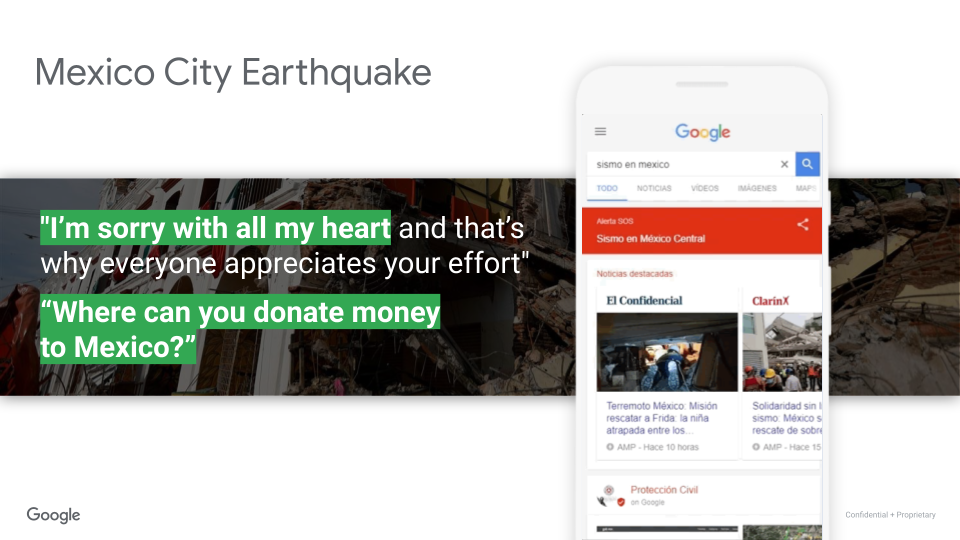 Mexico City Earthquake
"I'm sorry with all my heart and that's
why everyone appreciates your effort"
“Where can you donate money
to Mexico?”
Google
sismo en mexico
TODO NOTICIAS VÍDEOS IMÁGENES MAPS
Alerta SOS
Sismo en México Central
Noticias destacadas
El Confidencial
Terremoto México: Misión
rescatar a Frida: la niña
atrapada entre los...
AMP - Hace 10 horas
Clarín
Solidaridad sin l
sismo: México s
rescate de sobre
AMP - Hace 15
Protección Civil
on Google
Google
Confidential + Proprietary